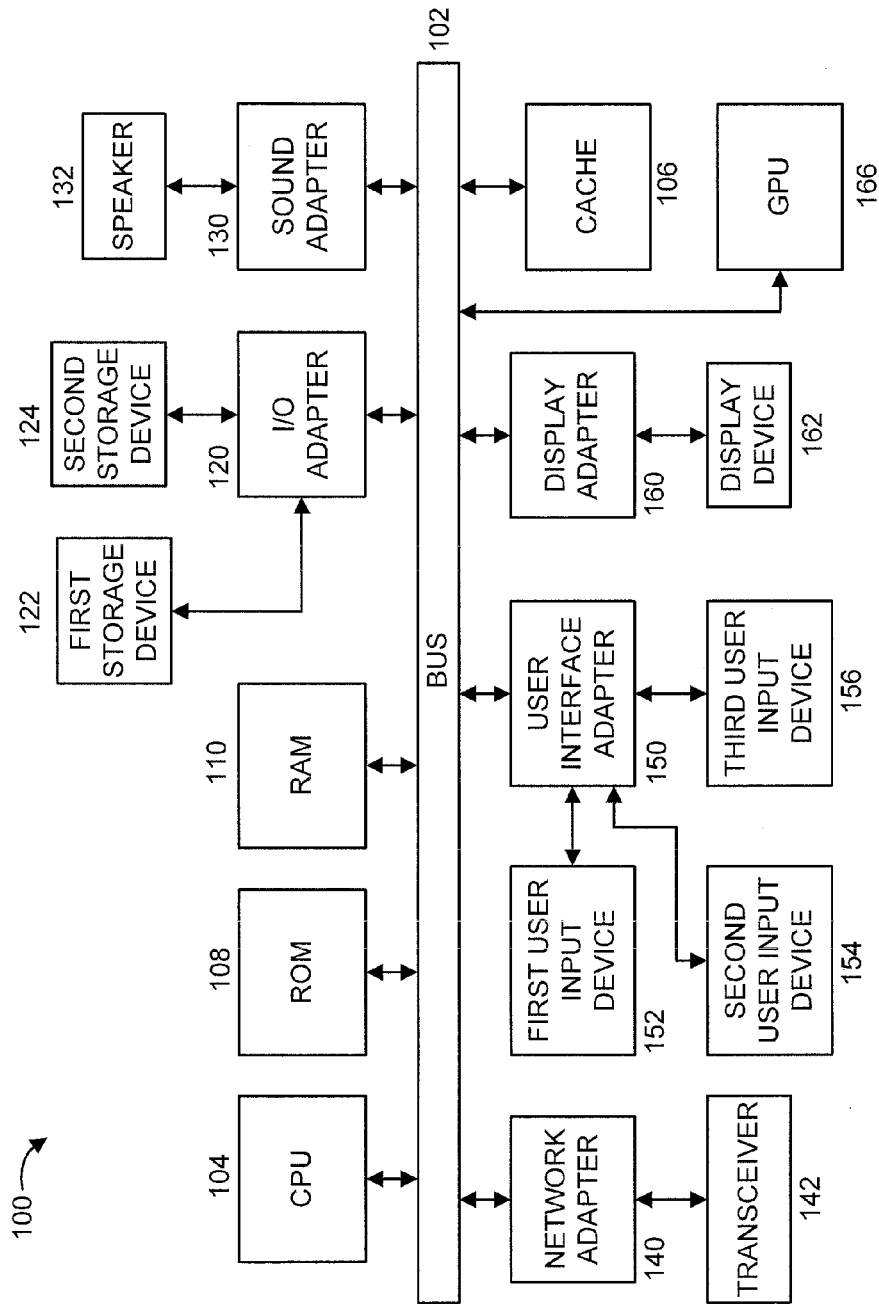 100
104
CPU
108
ROM
110
RAM
122
FIRST
STORAGE
DEVICE
124
SECOND
STORAGE
DEVICE
120
I/O
ADAPTER
132
SPEAKER
130
SOUND
ADAPTER
BUS
102
NETWORK
ADAPTER
140
TRANSCEIVER
142
FIRST USER
INPUT
DEVICE
152
SECOND
USER INPUT
DEVICE
154
USER
INTERFACE
ADAPTER
150
THIRD USER
INPUT
DEVICE
156
DISPLAY
ADAPTER
160
DISPLAY
DEVICE
162
CACHE
106
GPU
166